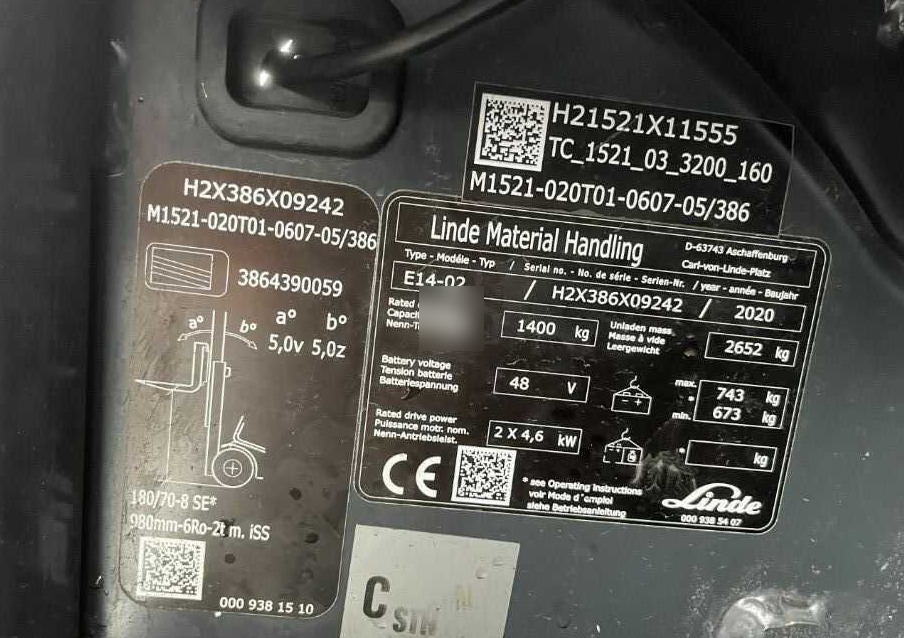 H21521X11555
TC_1521_03_3200_160
M1521-020T01-0607-05/386
H2X386X09242
M1521-020T01-0607-05/386
3864390059
a° b°
a° b°
5,0v 5,0z
180/70-8 SE*
980mm-6Ro-2t m. iSS
000 938 15 10
Linde Material Handling
D-63743 Aschaffenburg
Carl-von-Linde-Platz
Type - Modéle - Typ / Serial no. - No. de série - Serien-Nr. / year - année - Baujahr
E14-02 / H2X386X09242 / 2020
Rated
1400 kg
Unladen mass
Masse à vide
Leergewicht
2652 kg
Battery voltage
Tension batterie
Batteriespannung
48 V
max. 743 kg
*
min. 673 kg
Rated drive power
Puissance motr. nom.
Nenn-Antriebsleist.
2 X 4,6 kW
* kg
CE
* see Operating Instructions
voir Mode d'emploi
siehe Betriebsanleitung
Linde
000 938 54 07
C